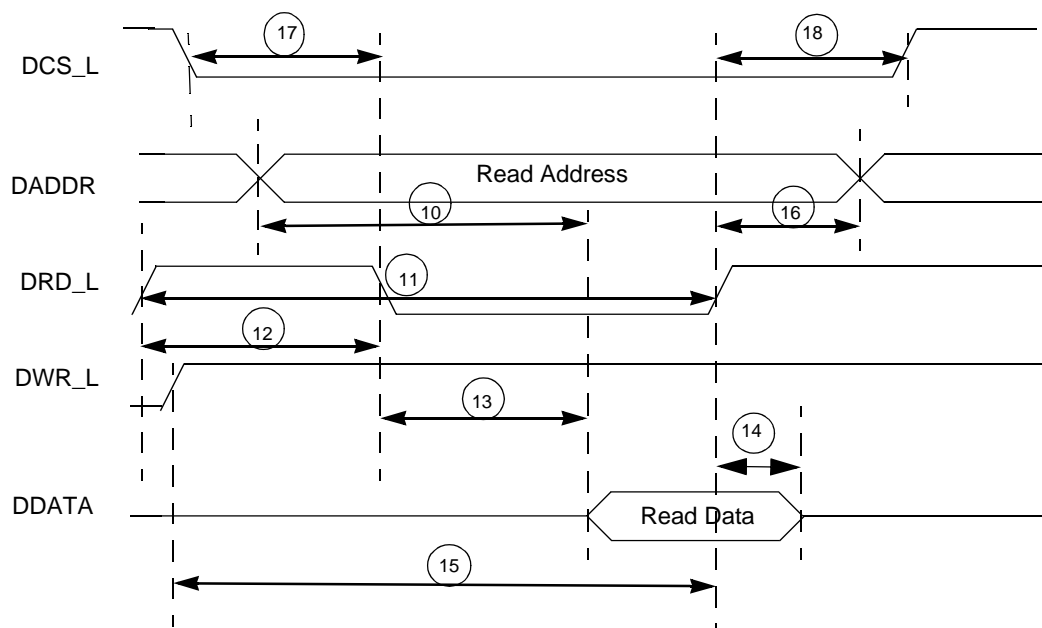 17
18
DCS_L
Read Address
DADDR
10
16
DRD_L
11
12
DWR_L
13
14
DDATA
Read Data
15